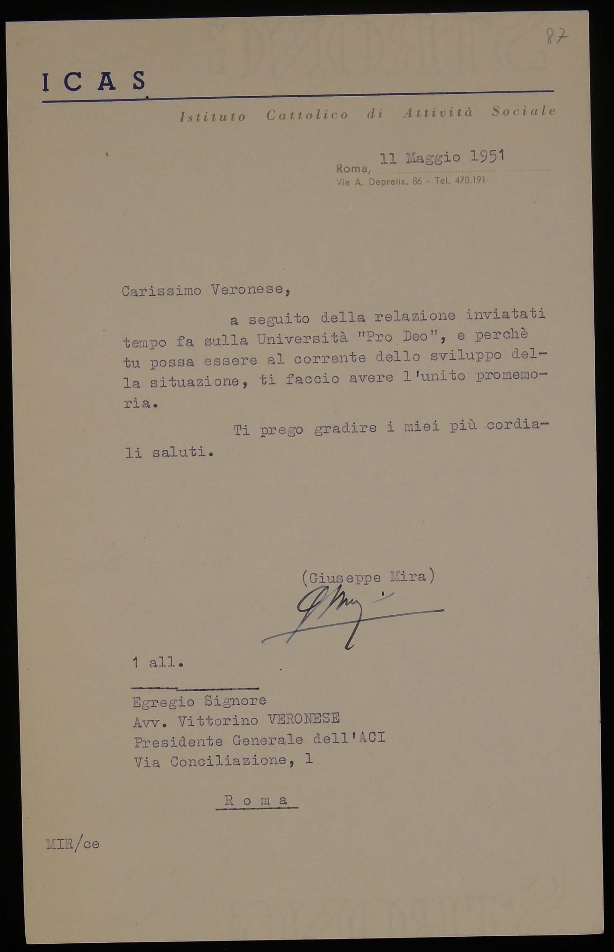 87
ICAS
Istituto Cattolico di Attività Sociale
Roma, 11 Maggio 1951
Via A. Depretis, 86 - Tel. 470.191
Carissimo Veronese,
a seguito della relazione inviatati
tempo fa sulla Università "Pro Deo", e perchè
tu possa essere al corrente dello sviluppo del-
la situazione, ti faccio avere l'unito promemo-
ria.
Ti prego gradire i miei più cordia-
li saluti.
(Giuseppe Mira)
1 all.
Egregio Signore
Avv. Vittorino VERONESE
Presidente Generale dell'ACI
Via Conciliazione, 1
Roma
MIR/ce